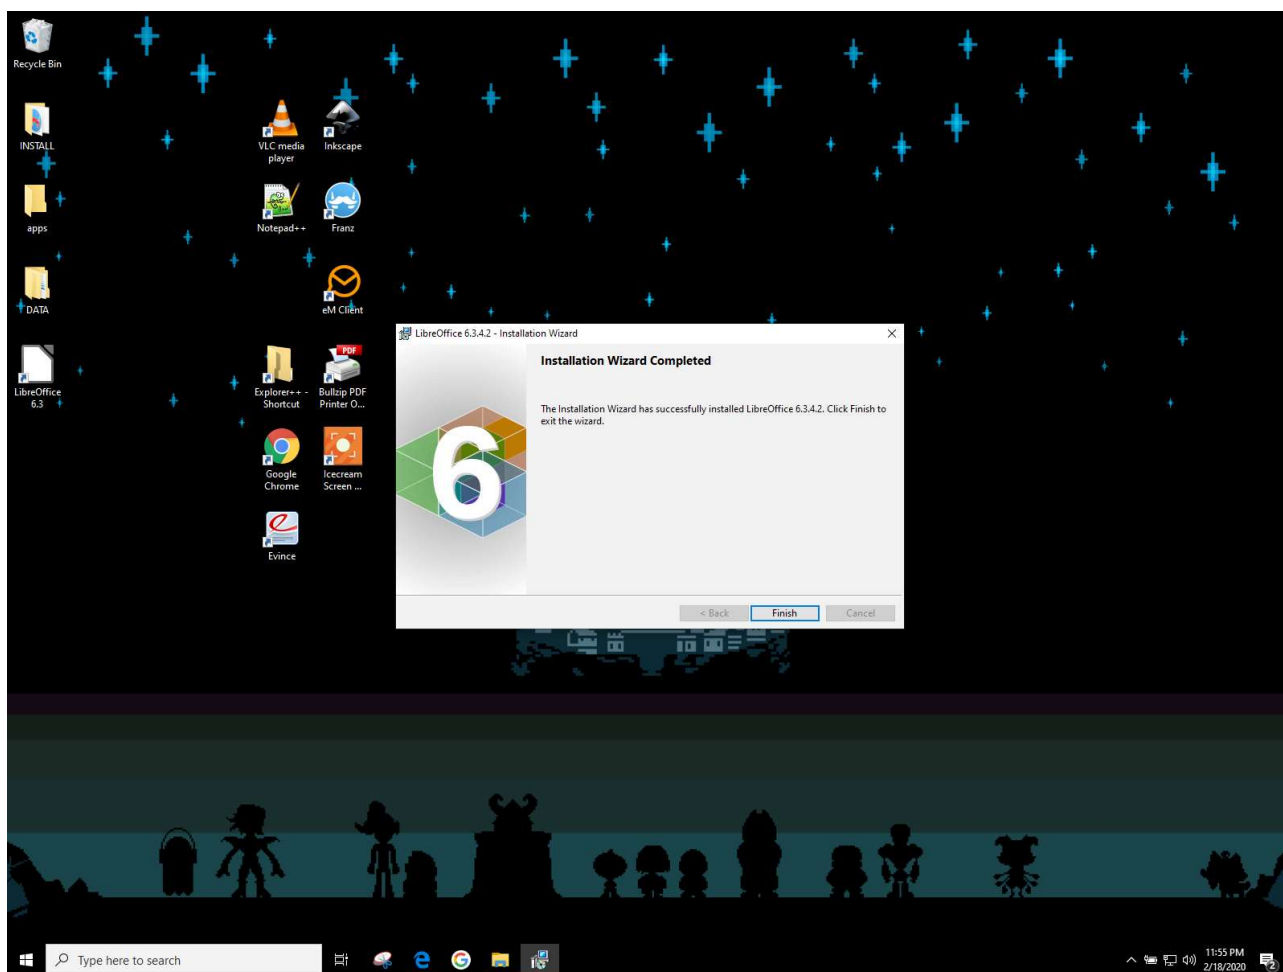 Recycle Bin
INSTALL
VLC media
player
Inkscape
apps
Notepad++
Franz
DATA
eM Client
LibreOffice
6.3
Explorer++ -
Shortcut
PDF
Bullzip PDF
Printer O...
Google
Chrome
Icecream
Screen ...
Evince
LibreOffice 6.3.4.2 - Installation Wizard
Installation Wizard Completed
The Installation Wizard has successfully installed LibreOffice 6.3.4.2. Click Finish to
exit the wizard.
6
< Back
Finish
Cancel
Type here to search
11:55 PM
2/18/2020
2